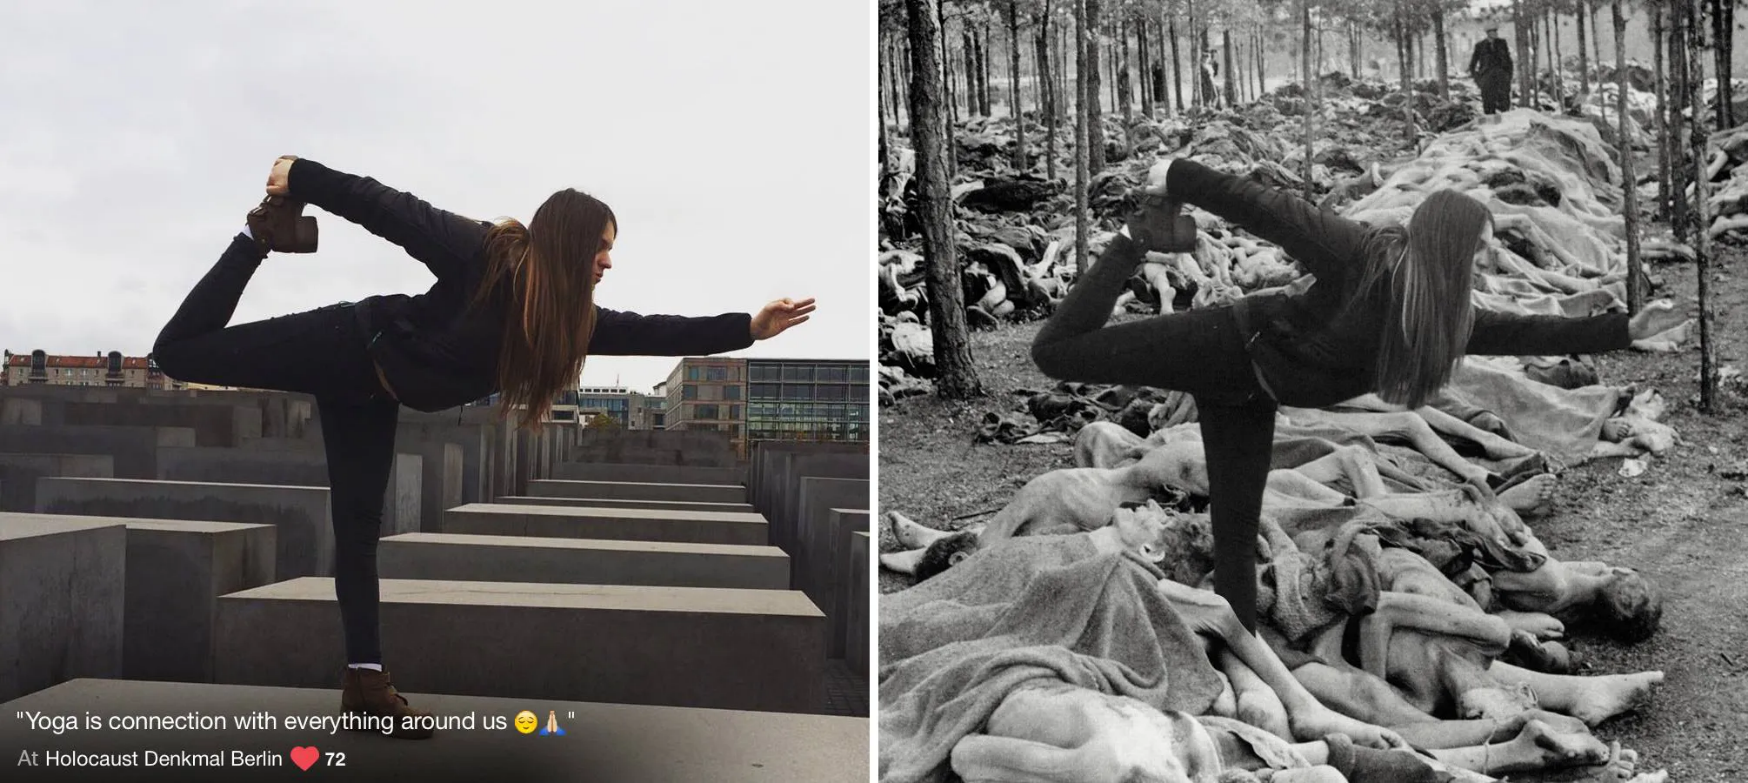 "Yoga is connection with everything around us 😌🙏"
At Holocaust Denkmal Berlin ❤️ 72